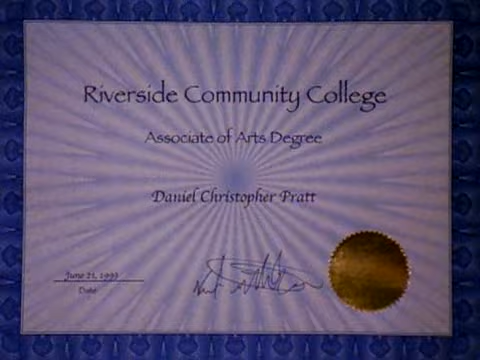 Riverside Community College
Associate of Arts Degree
Daniel Christopher Pratt
June 21,
Date